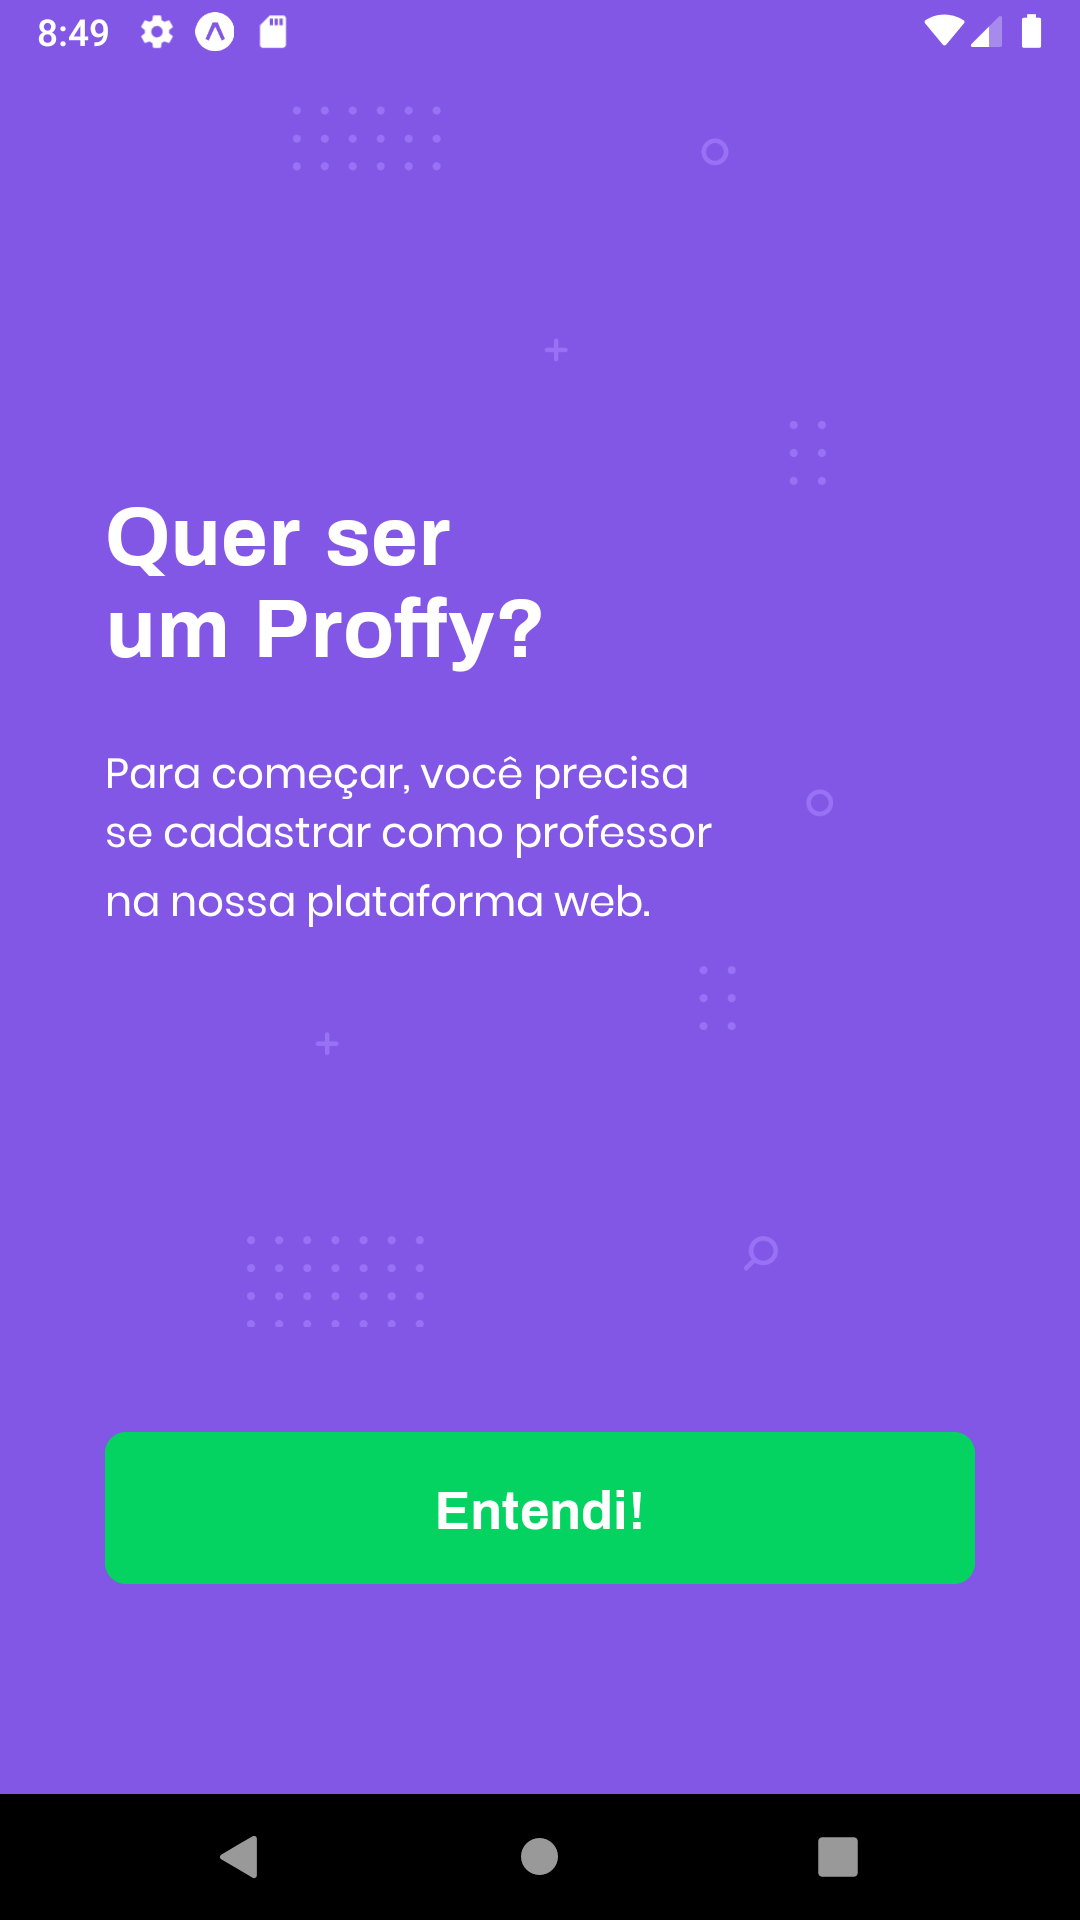 8:49
Quer ser
um Proffy?
Para começar, você precisa
se cadastrar como professor
na nossa plataforma web.
Entendi!